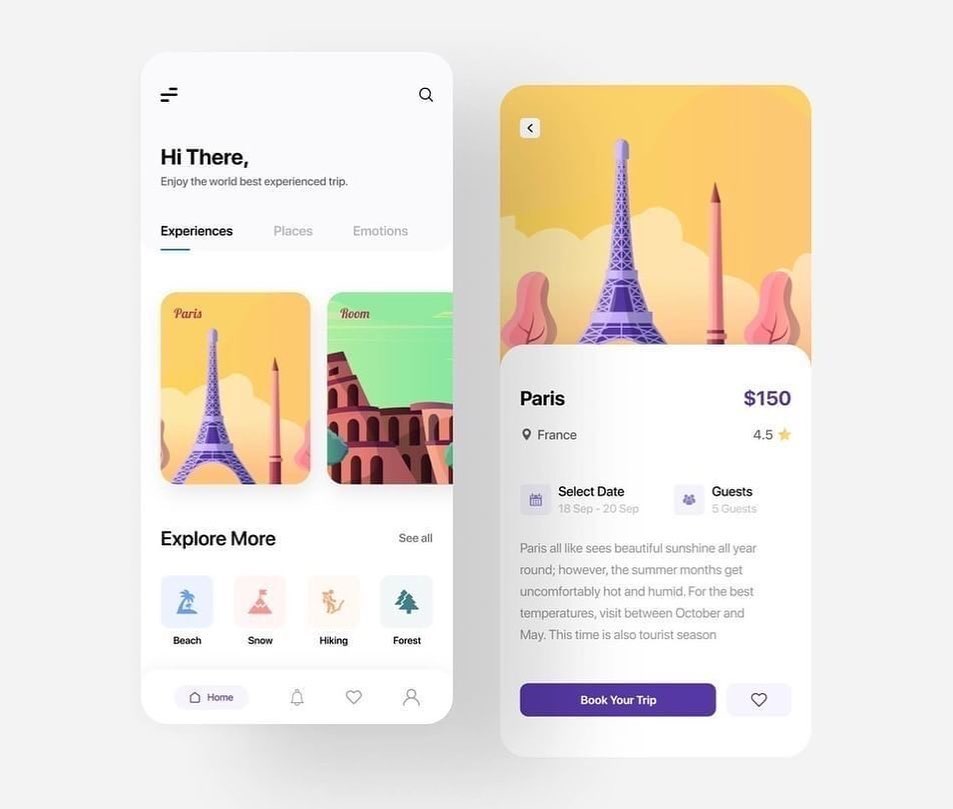 Hi There,
Enjoy the world best experienced trip.
Experiences Places Emotions
Paris
Room
Explore More See all
Beach Snow Hiking Forest
Home
Paris $150
France 4.5
Select Date Guests
18 Sep - 20 Sep 5 Guests
Paris all like sees beautiful sunshine all year
round; however, the summer months get
uncomfortably hot and humid. For the best
temperatures, visit between October and
May. This time is also tourist season
Book Your Trip